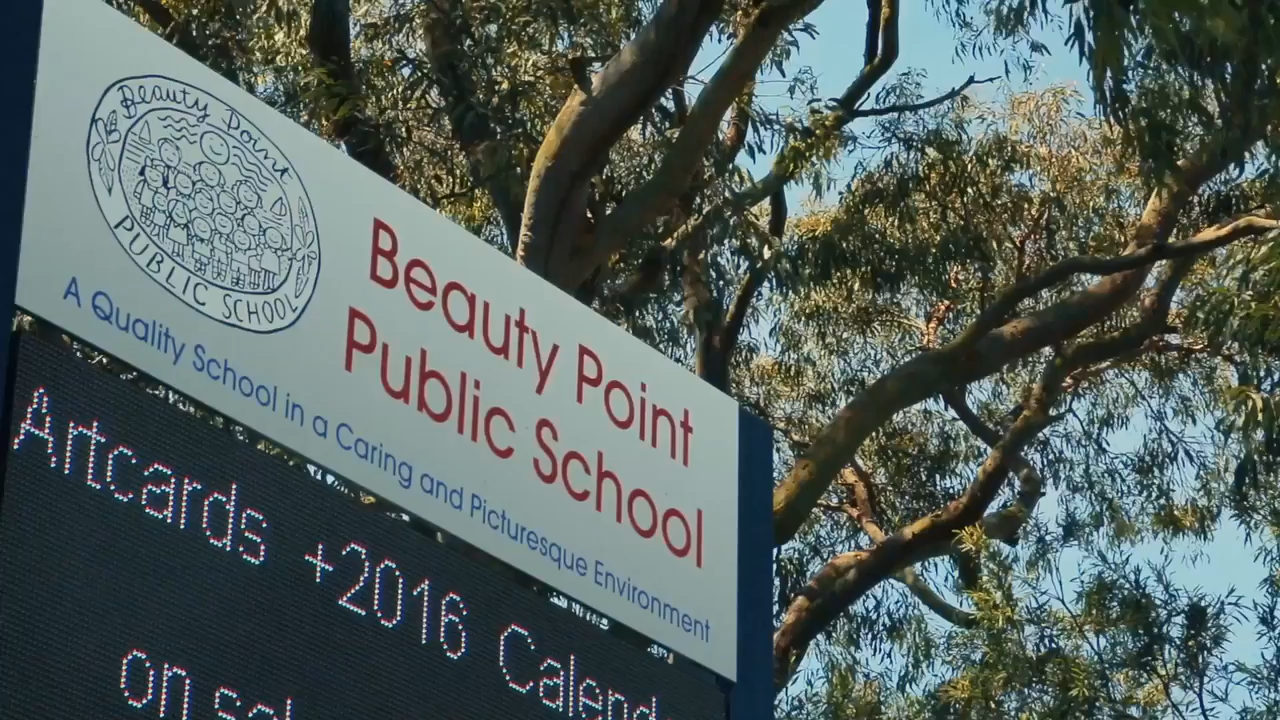 Beauty Point
PUBLIC SCHOOL
Beauty Point
Public School
A Quality School in a Caring and Picturesque Environment
Artcards +2016 Calend
on sal